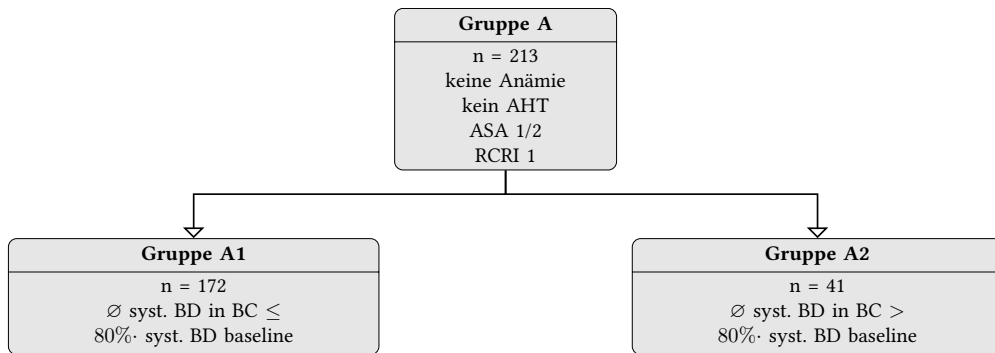 Gruppe A
n = 213
keine Anämie
kein AHT
ASA 1/2
RCRI 1
Gruppe A1
n = 172
∅ syst. BD in BC ≤
80%· syst. BD baseline
Gruppe A2
n = 41
∅ syst. BD in BC >
80%· syst. BD baseline